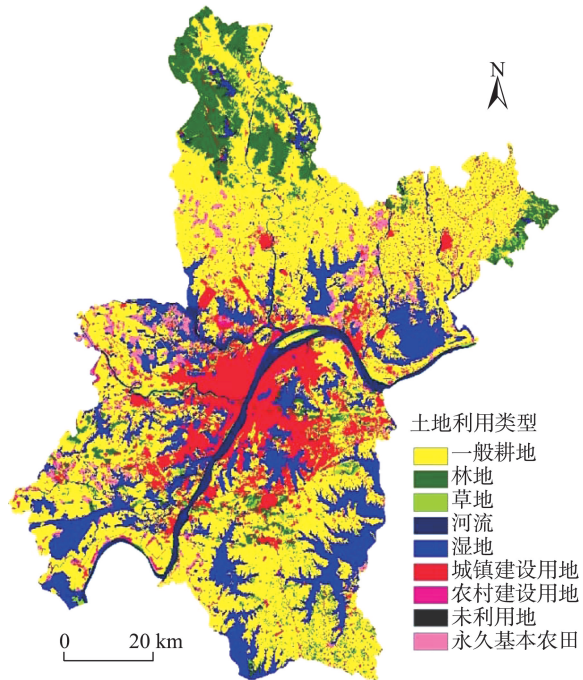 N
土地利用类型
一般耕地
林地
草地
河流
湿地
城镇建设用地
农村建设用地
未利用地
永久基本农田
0 20 km